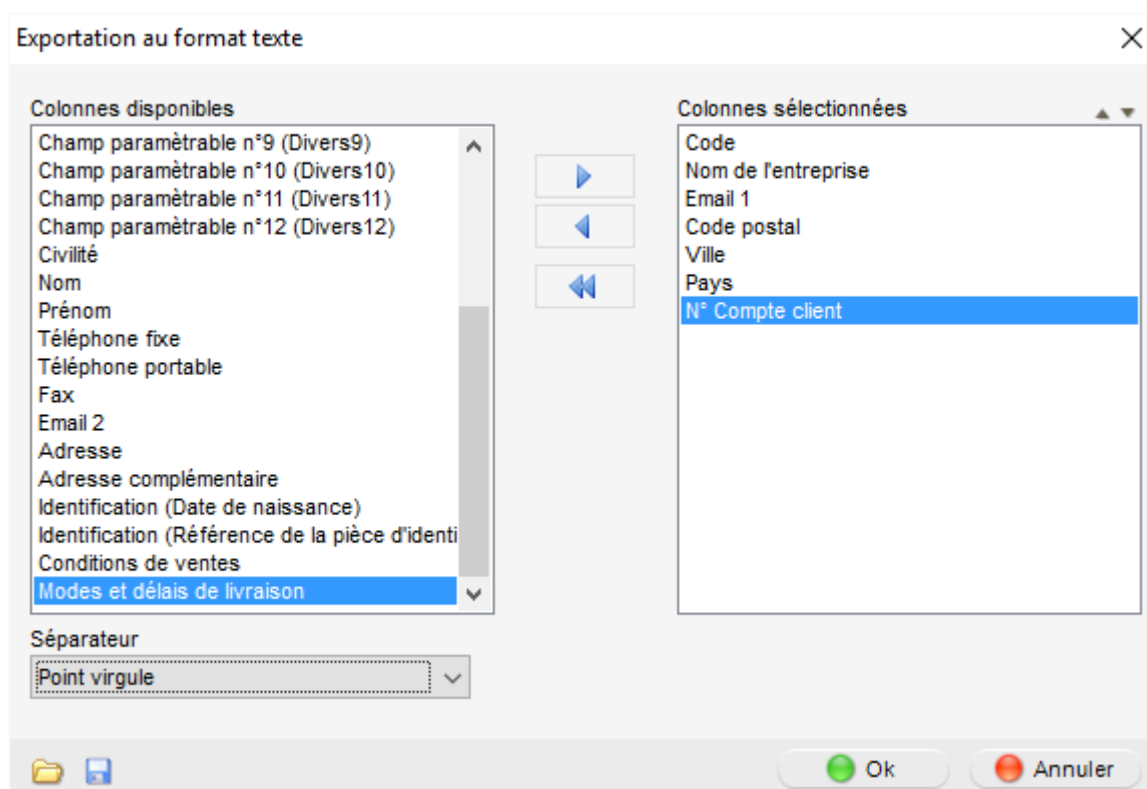 Exportation au format texte
Colonnes disponibles
Champ paramètrable n°9 (Divers9)
Champ paramètrable n°10 (Divers10)
Champ paramètrable n°11 (Divers11)
Champ paramètrable n°12 (Divers12)
Civilité
Nom
Prénom
Téléphone fixe
Téléphone portable
Fax
Email 2
Adresse
Adresse complémentaire
Identification (Date de naissance)
Identification (Référence de la pièce d'identi
Conditions de ventes
Modes et délais de livraison
Séparateur
Point virgule
Colonnes sélectionnées
Code
Nom de l'entreprise
Email 1
Code postal
Ville
Pays
N° Compte client
Ok
Annuler